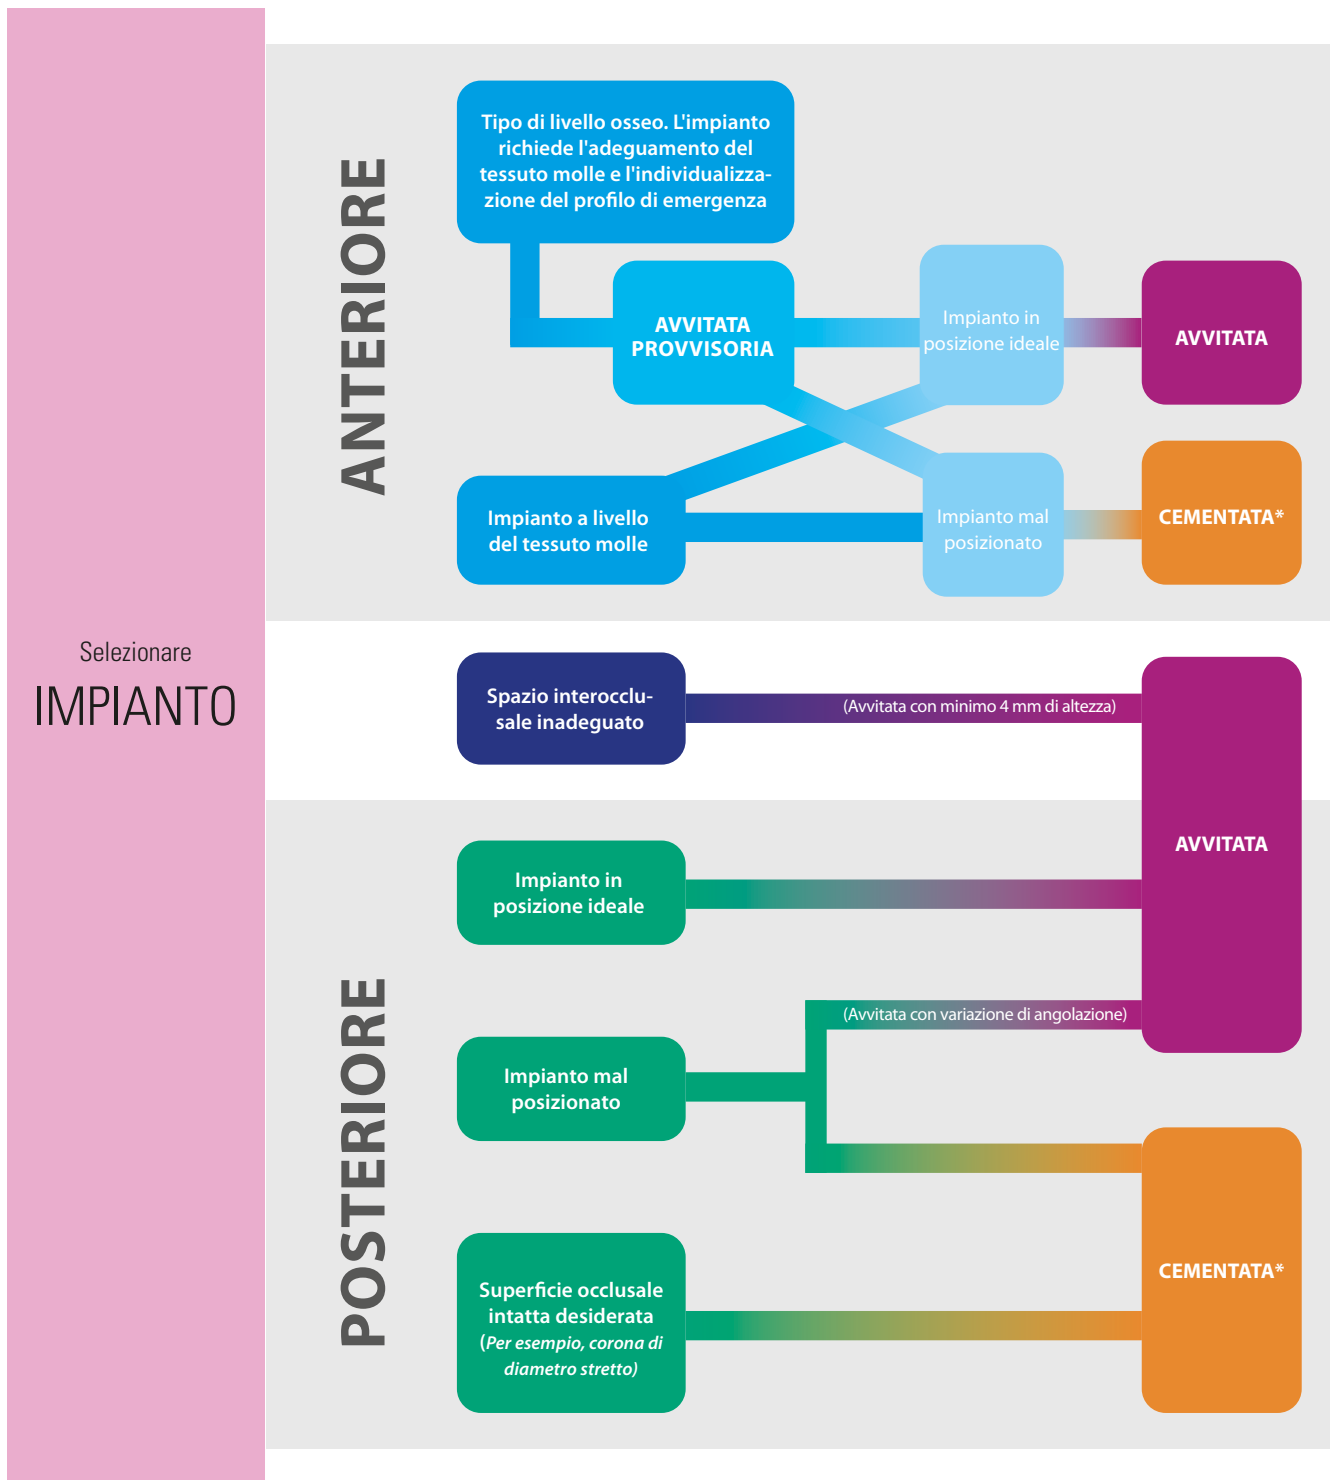 Selezionare
IMPIANTO
ANTERIORE
Tipo di livello osseo. L'impianto
richiede l'adeguamento del
tessuto molle e l'individualizza-
zione del profilo di emergenza
AVVITATA
PROVVISORIA
Impianto in
posizione ideale
AVVITATA
Impianto a livello
del tessuto molle
Impianto mal
posizionato
CEMENTATA*
Spazio interocclu-
sale inadeguato
(Avvitata con minimo 4 mm di altezza)
AVVITATA
POSTERIORE
Impianto in
posizione ideale
Impianto mal
posizionato
(Avvitata con variazione di angolazione)
Superficie occlusale
intatta desiderata
(Per esempio, corona di
diametro stretto)
CEMENTATA*